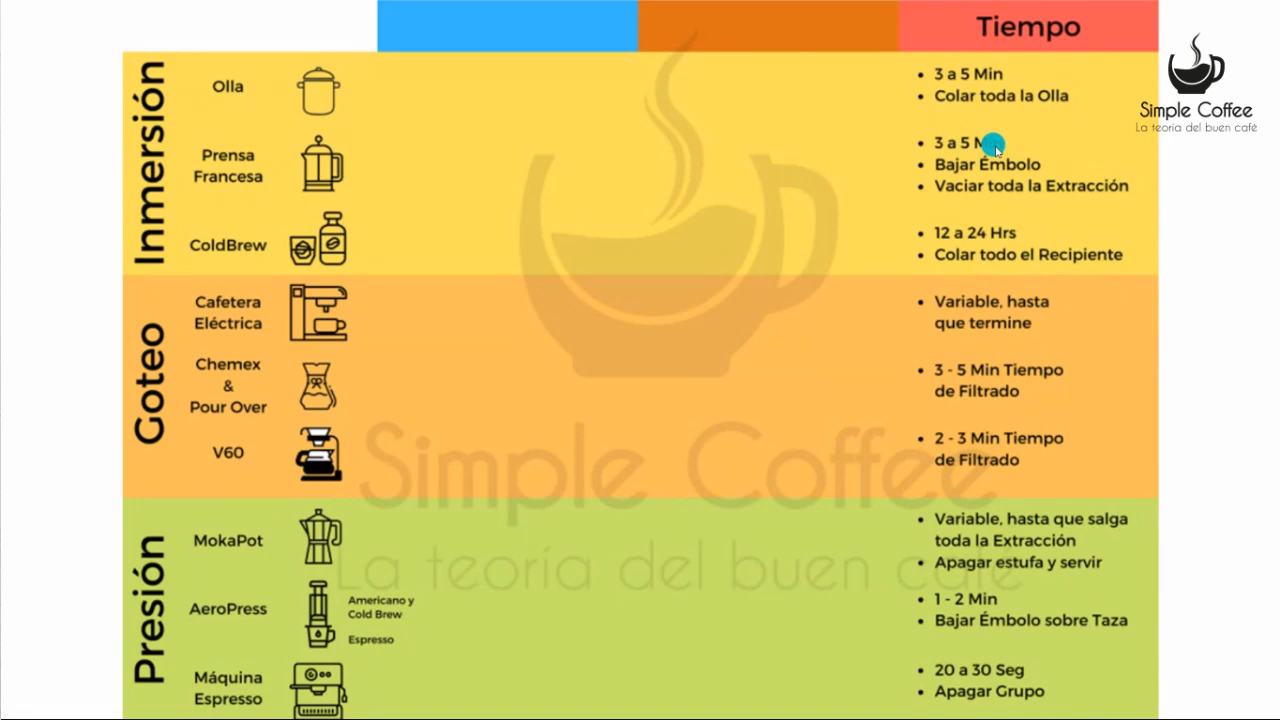 Tiempo
Simple Coffee
La teoria del buen café
Inmersión
Olla
3 a 5 Min
Colar toda la Olla
Prensa
Francesa
3 a 5
Bajar Émbolo
Vaciar toda la Extracción
ColdBrew
12 a 24 Hrs
Colar todo el Recipiente
Goteo
Cafetera
Eléctrica
Variable, hasta
que termine
Chemex
&
Pour Over
3 - 5 Min Tiempo
de Filtrado
V60
2 - 3 Min Tiempo
de Filtrado
Simple Coffee
La teoría del buen café
Presión
MokaPot
Variable, hasta que salga
toda la Extracción
Apagar estufa y servir
AeroPress
Americano y
Cold Brew
Espresso
1 - 2 Min
Bajar Émbolo sobre Taza
Máquina
Espresso
20 a 30 Seg
Apagar Grupo